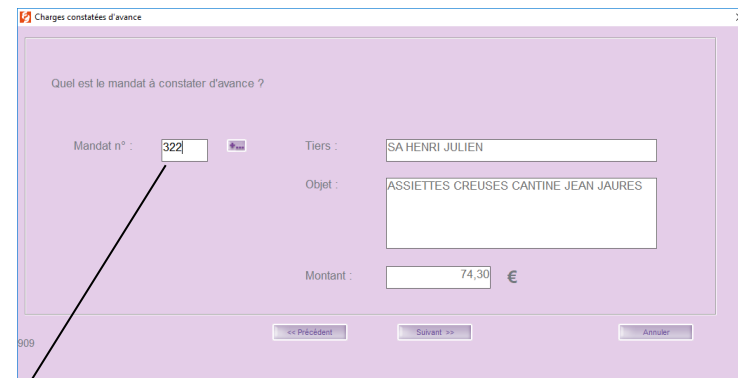 Charges constatées d'avance
Quel est le mandat à constater d'avance ?
Mandat n° : 322 Tiers : SA HENRI JULIEN
Objet : ASSIETTES CREUSES CANTINE JEAN JAURES
Montant : 74,30 €
<< Précédent Suivant >> Annuler
909